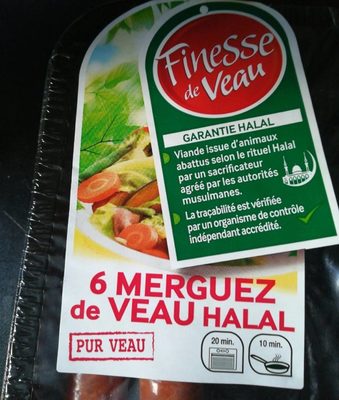 Finesse
de Veau
GARANTIE HALAL
Viande issue d'animaux
abattus selon le rituel Halal
par un sacrificateur
agréé par les autorités
musulmanes.
La traçabilité est vérifiée
par un organisme de contrôle
indépendant accrédité.
6 MERGUEZ
de VEAU HALAL
PUR VEAU
20 min.
10 min.